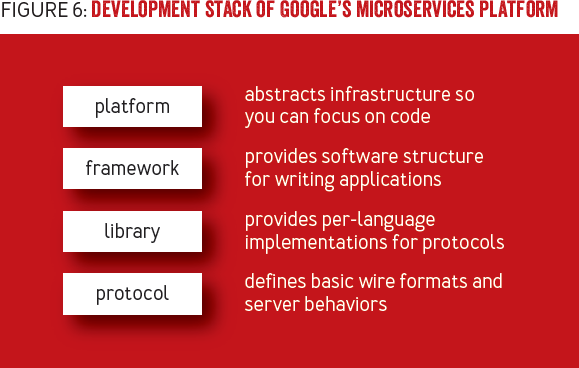 FIGURE 6: DEVELOPMENT STACK OF GOOGLE'S MICROSERVICES PLATFORM
platform
abstracts infrastructure so
you can focus on code
framework
provides software structure
for writing applications
library
provides per-language
implementations for protocols
protocol
defines basic wire formats and
server behaviors